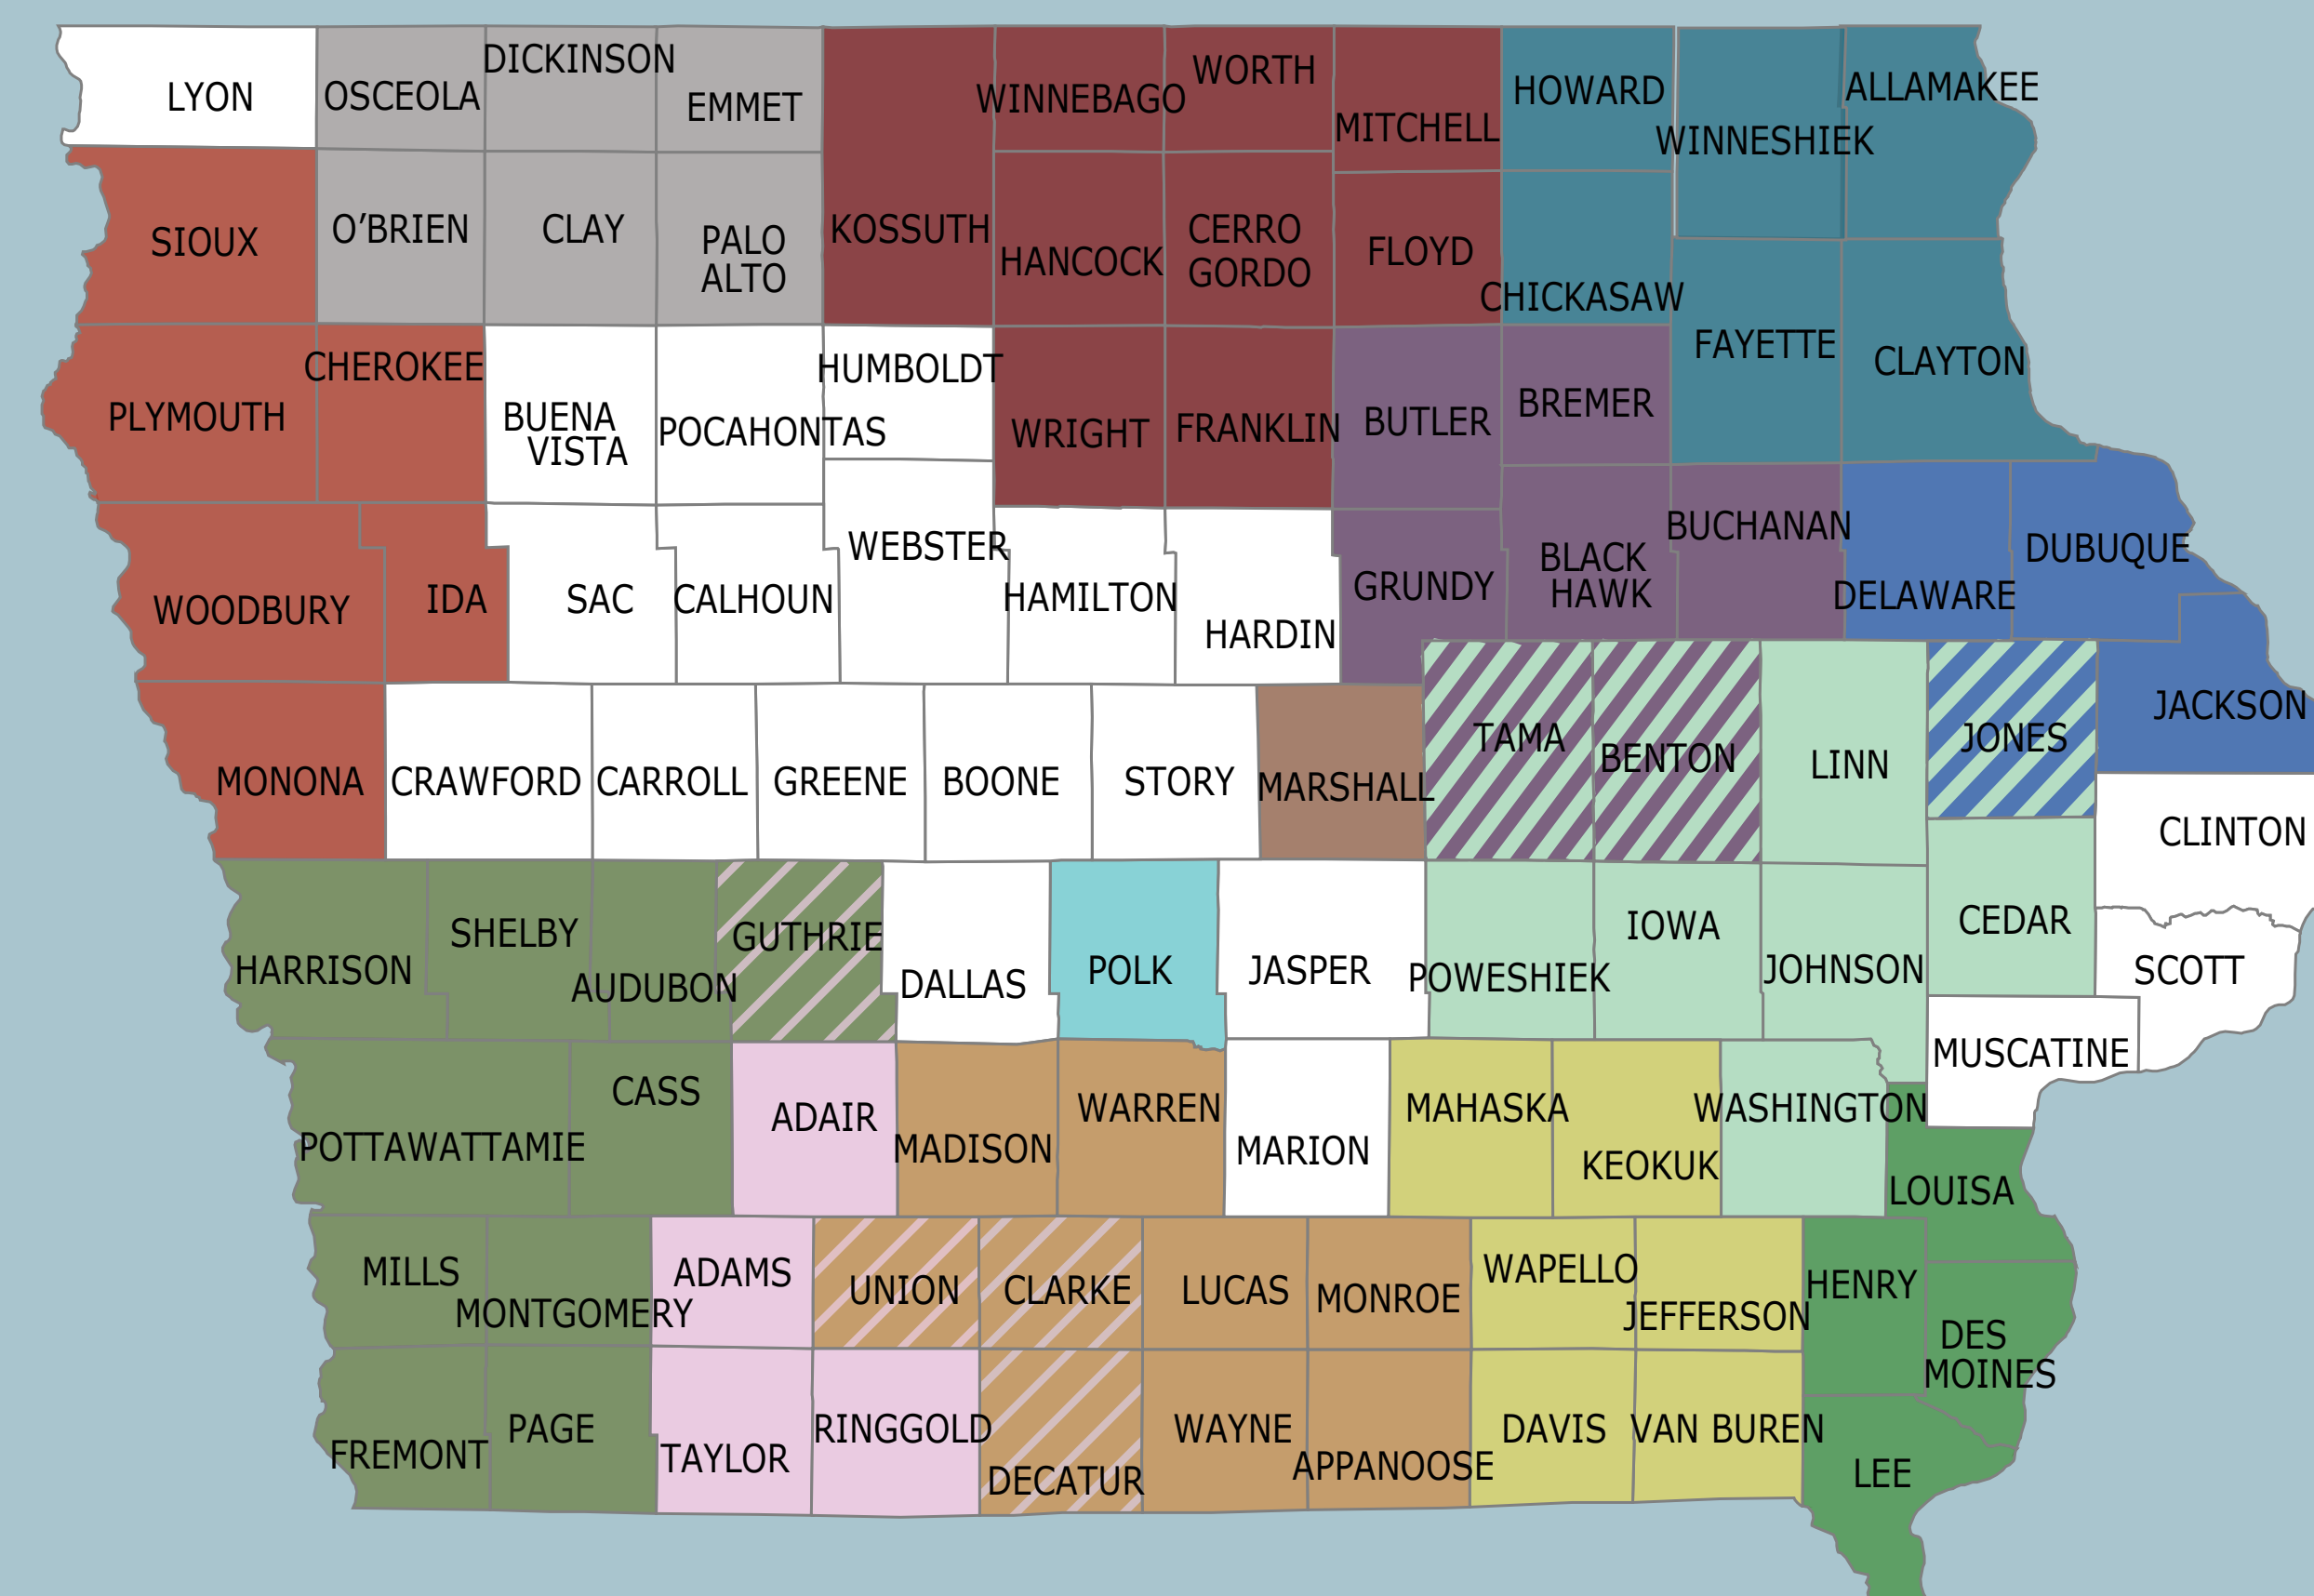 LYON
OSCEOLA
DICKINSON
EMMET
WINNEBAGO
WORTH
MITCHELL
HOWARD
WINNESHIEK
ALLAMAKEE
SIOUX
O'BRIEN
CLAY
PALO
ALTO
KOSSUTH
HANCOCK
CERRO
GORDO
FLOYD
CHICKASAW
FAYETTE
CLAYTON
PLYMOUTH
CHEROKEE
BUENA
VISTA
POCAHONTAS
HUMBOLDT
WRIGHT
FRANKLIN
BUTLER
BREMER
WOODBURY
IDA
SAC
CALHOUN
WEBSTER
HAMILTON
HARDIN
GRUNDY
BLACK
HAWK
BUCHANAN
DELAWARE
DUBUQUE
MONONA
CRAWFORD
CARROLL
GREENE
BOONE
STORY
MARSHALL
TAMA
BENTON
LINN
JONES
JACKSON
CLINTON
HARRISON
SHELBY
AUDUBON
GUTHRIE
DALLAS
POLK
JASPER
POWESHIEK
IOWA
JOHNSON
CEDAR
SCOTT
MUSCATINE
POTTAWATTAMIE
CASS
ADAIR
MADISON
WARREN
MARION
MAHASKA
KEOKUK
WASHINGTON
LOUISA
MILLS
MONTGOMERY
ADAMS
UNION
CLARKE
LUCAS
MONROE
WAPELLO
JEFFERSON
HENRY
DES
MOINES
FREMONT
PAGE
TAYLOR
RINGGOLD
DECATUR
WAYNE
APPANOOSE
DAVIS
VAN BUREN
LEE